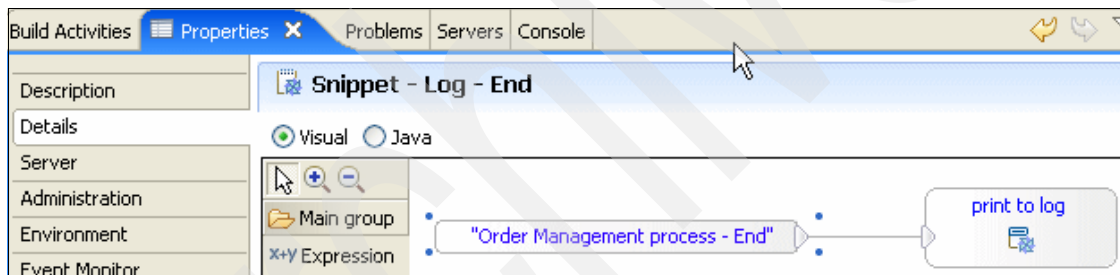 Build Activities Properties Problems Servers Console
Snippet - Log - End
Description
Details
Visual Java
Server
Administration
Main group
print to log
"Order Management process - End"
Environment
x+y Expression
Event Monitor